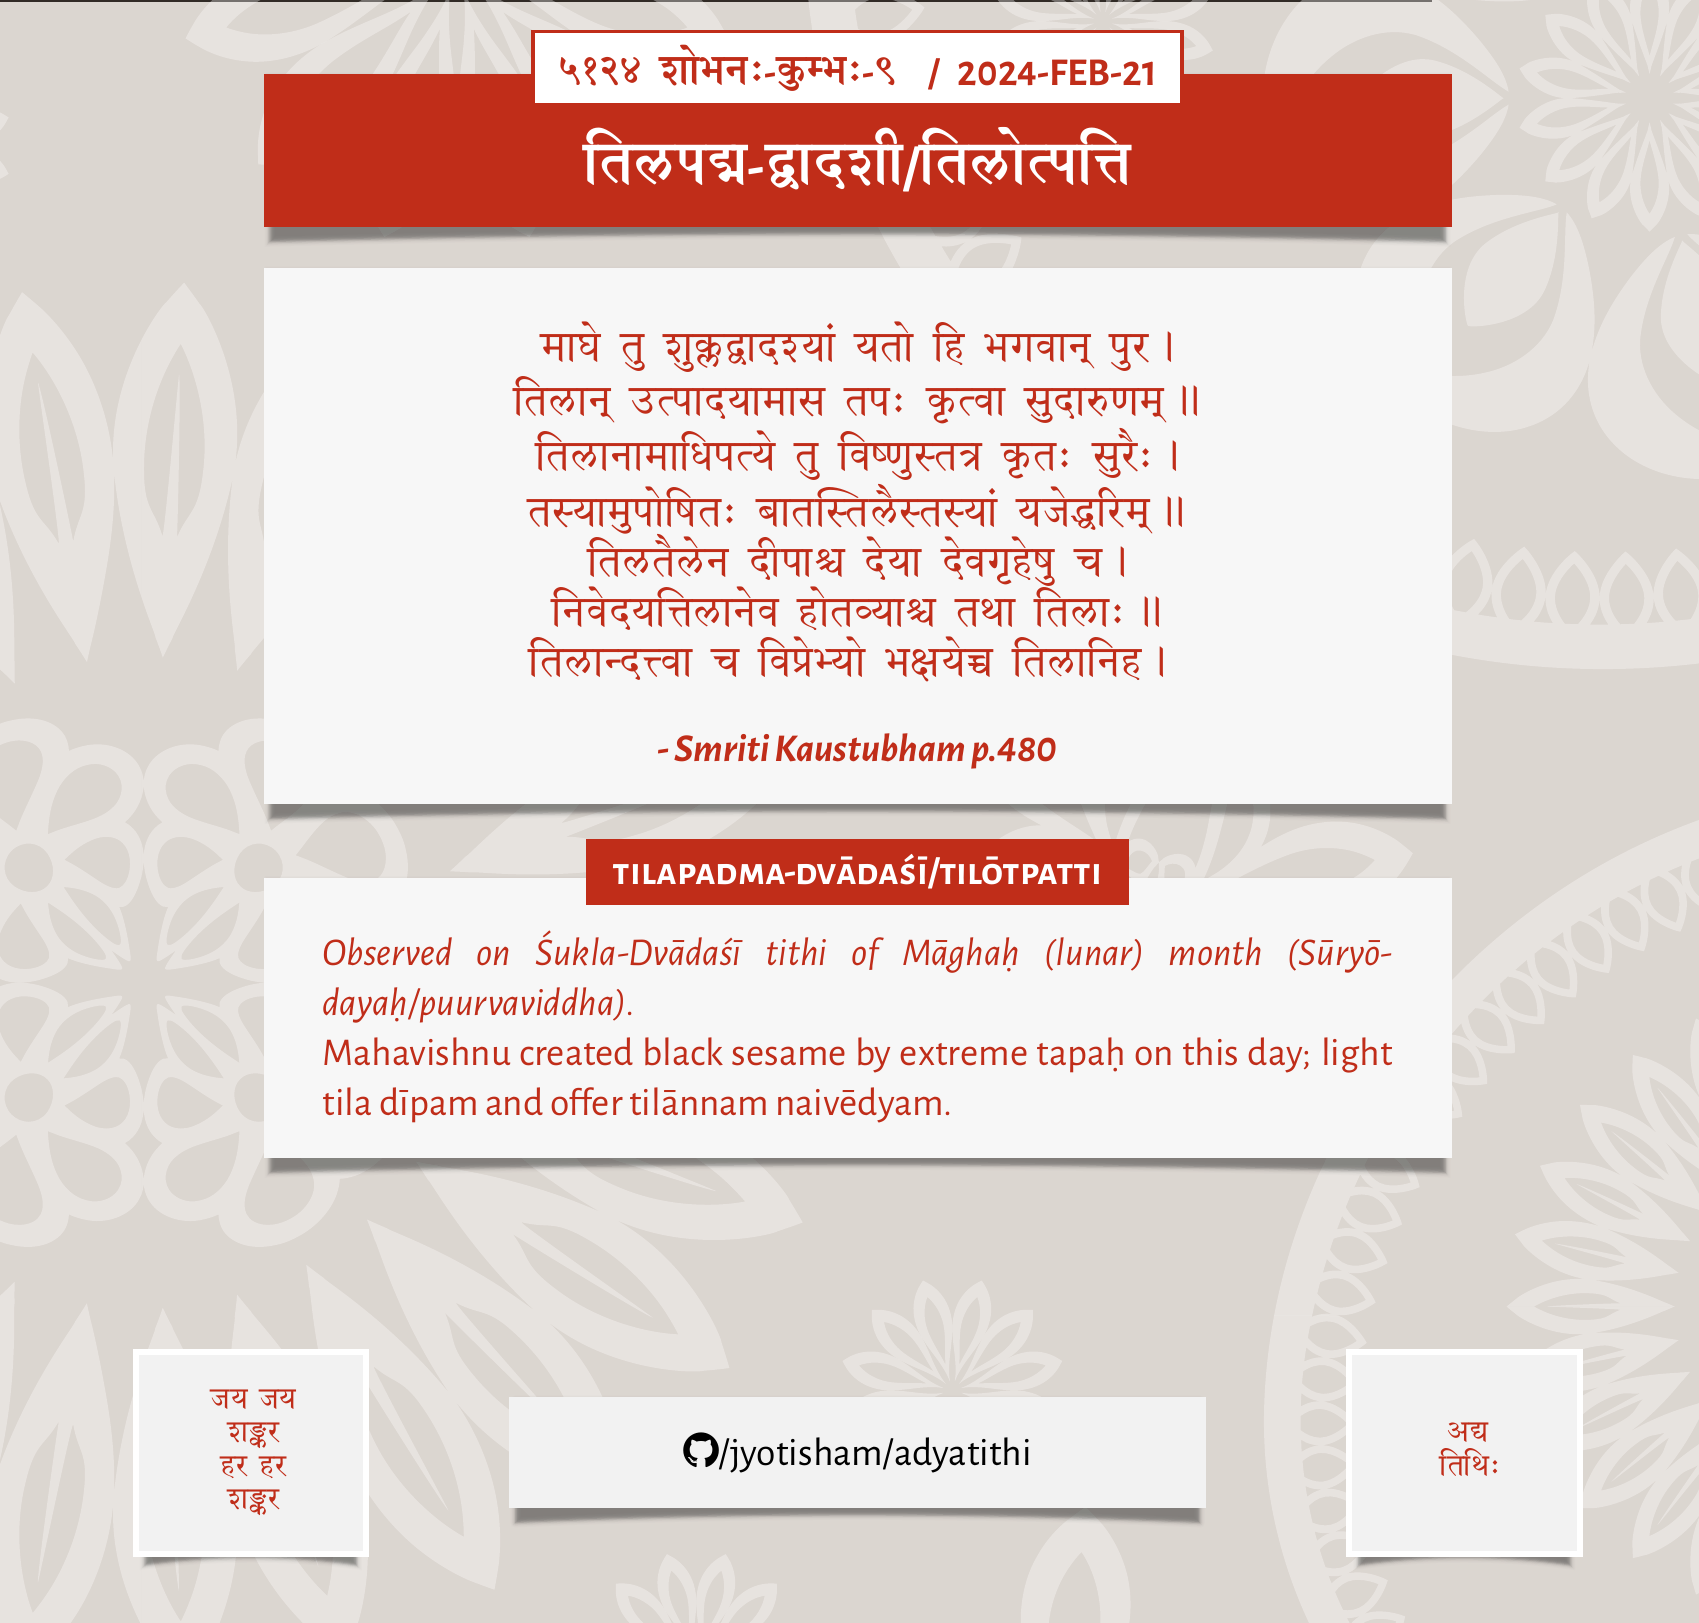 ५१२४ शोभनः-कुम्भः-९ / 2024-FEB-21
तिलपद्म-द्वादशी/तिलोत्पत्ति
माघे तु शुक्लद्वादश्यां यतो हि भगवान् पुर ।
तिलान् उत्पादयामास तपः कृत्वा सुदारुणम् ॥
तिलानामाधिपत्ये तु विष्णुस्तत्र कृतः सुरैः ।
तस्यामुपोषितः बातस्तिलैस्तस्यां यजेद्धरिम् ॥
तिलतैलेन दीपाश्च देया देवगृहेषु च ।
निवेदयत्तिलानेव होतव्याश्च तथा तिलाः ॥
तिलान्दत्त्वा च विप्रेभ्यो भक्षयेच्च तिलानिह ।
- Smriti Kaustubham p.480
TILAPADMA-DVĀDAŚĪ/TILŌTPATTI
Observed on Śukla-Dvādaśī tithi of Māghaḥ (lunar) month (Sūryō-
dayaḥ/puurvaviddha).
Mahavishnu created black sesame by extreme tapaḥ on this day; light
tila dīpam and offer tilānnam naivēdyam.
जय जय
शङ्कर
हर हर
शङ्कर
/jyotisham/adyatithi
अद्य
तिथिः